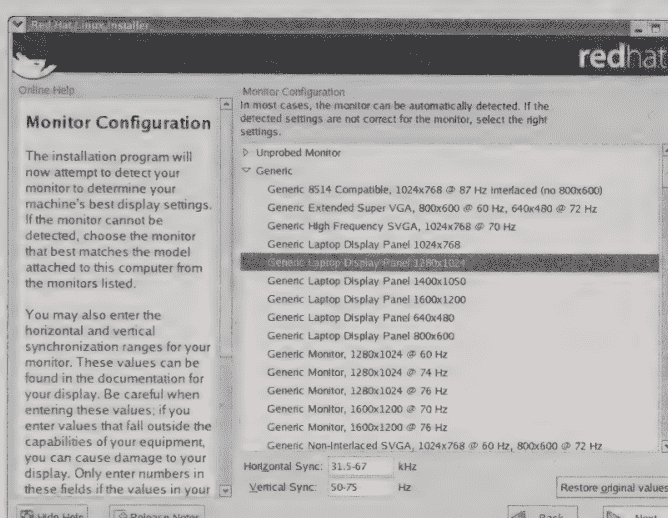 Red Hat Linux Installer
redhat
Online Help
Monitor Configuration
The installation program will
now attempt to detect your
monitor to determine your
machine's best display settings.
If the monitor cannot be
detected, choose the monitor
that best matches the model
attached to this computer from
the monitors listed.
You may also enter the
horizontal and vertical
synchronization ranges for your
monitor. These values can be
found in the documentation for
your display. Be careful when
entering these values; if you
enter values that fall outside the
capabilities of your equipment,
you can cause damage to your
display. Only enter numbers in
these fields if the values in your
Monitor Configuration
In most cases, the monitor can be automatically detected. If the
detected settings are not correct for the monitor, select the right
settings.
Unprobed Monitor
Generic
Generic 8514 Compatible, 1024x768 @ 87 Hz Interlaced (no 800x600)
Generic Extended Super VGA, 800x600 @ 60 Hz, 640x480 @ 72 Hz
Generic High Frequency SVGA, 1024x768 @ 70 Hz
Generic Laptop Display Panel 1024x768
Generic Laptop Display Panel 1280x1024
Generic Laptop Display Panel 1400x1050
Generic Laptop Display Panel 1600x1200
Generic Laptop Display Panel 640x480
Generic Laptop Display Panel 800x600
Generic Monitor, 1280x1024 @ 60 Hz
Generic Monitor, 1280x1024 @ 74 Hz
Generic Monitor, 1280x1024 @ 76 Hz
Generic Monitor, 1600x1200 @ 70 Hz
Generic Monitor, 1600x1200 @ 76 Hz
Generic Non-Interlaced SVGA, 1024x768 @ 60 Hz, 800x600 @ 72 Hz
Horizontal Sync: 31.5-67 kHz
Vertical Sync: 50-75 Hz
Restore original values
Hide Help
Release Notes
Back
Next